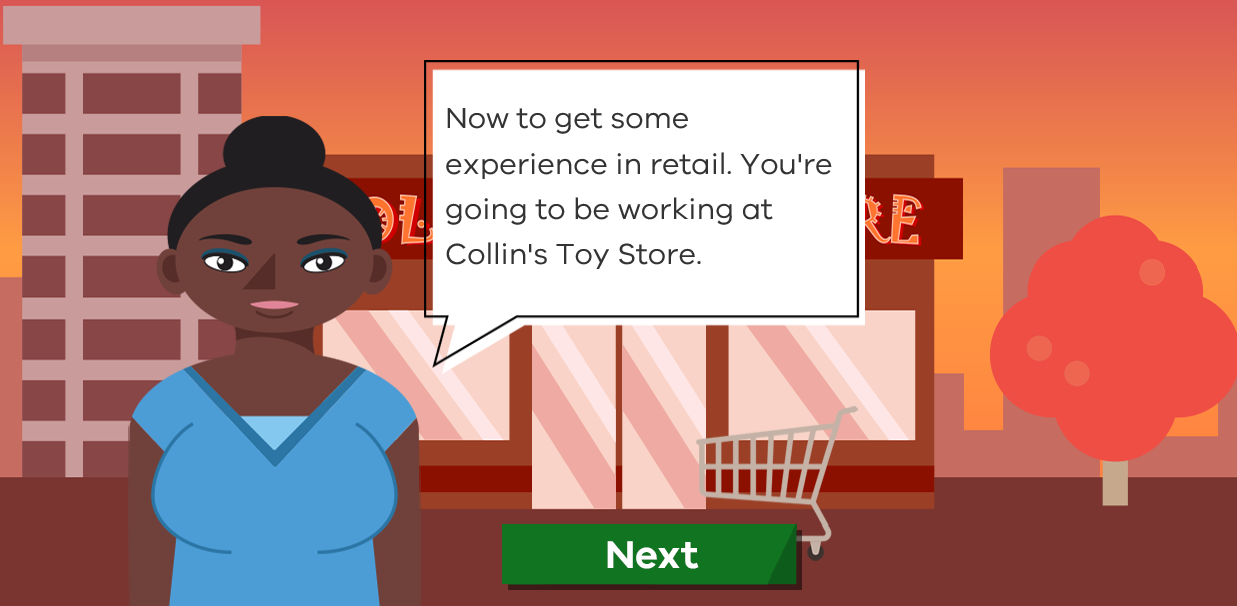 Now to get some
experience in retail. You're
going to be working at
Collin's Toy Store.
Next